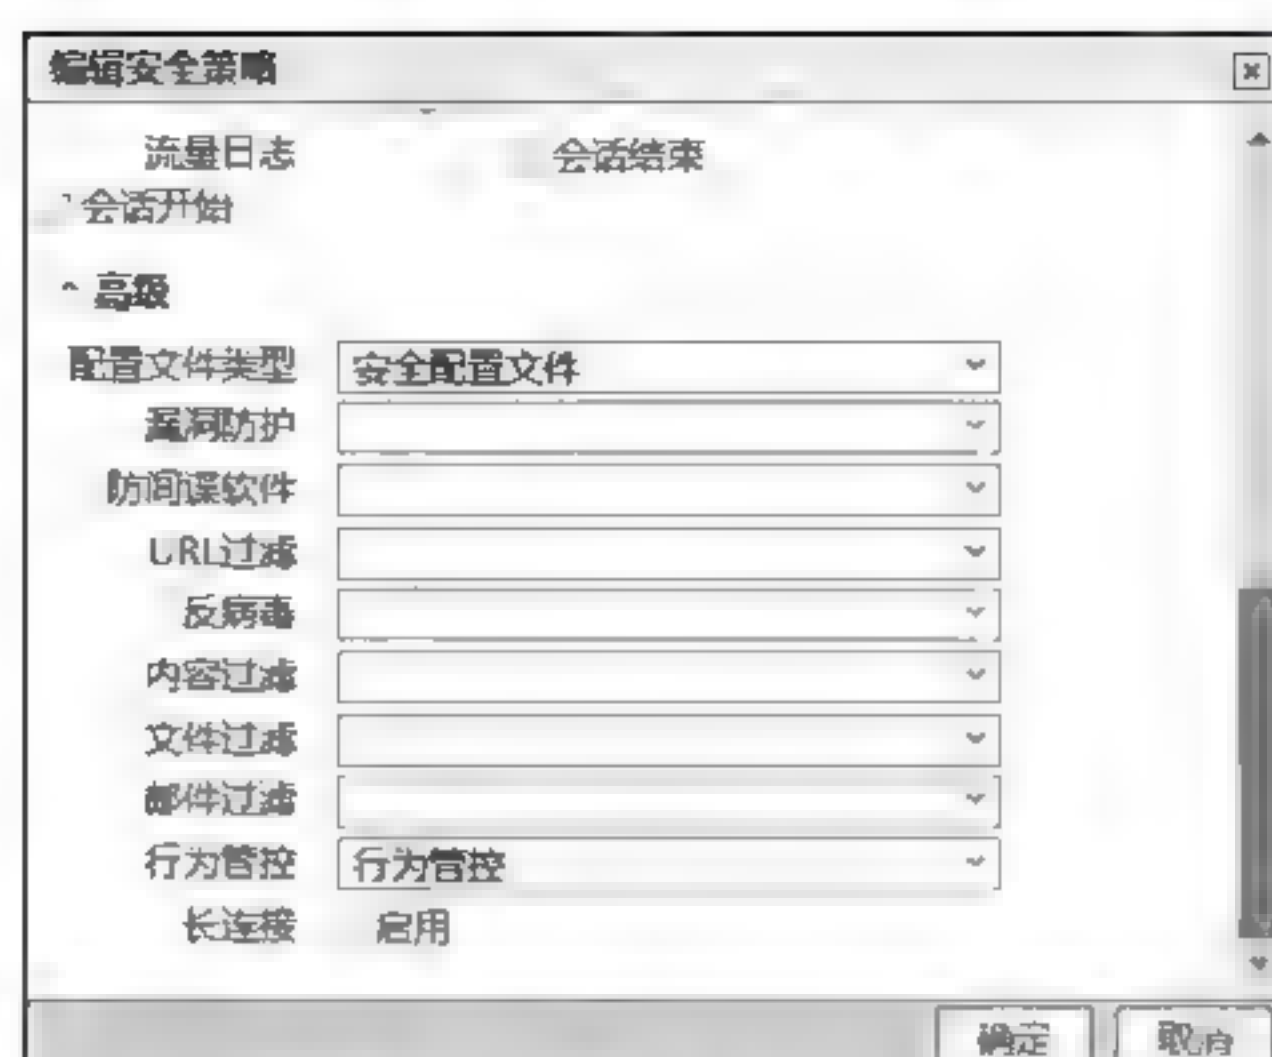 编辑安全策略
流量日志 会话结束
会话开始
高级
配置文件类型 安全配置文件
漏洞防护
防间谍软件
URL过滤
反病毒
内容过滤
文件过滤
邮件过滤
行为管控 行为管控
长连接 启用
确定 取消